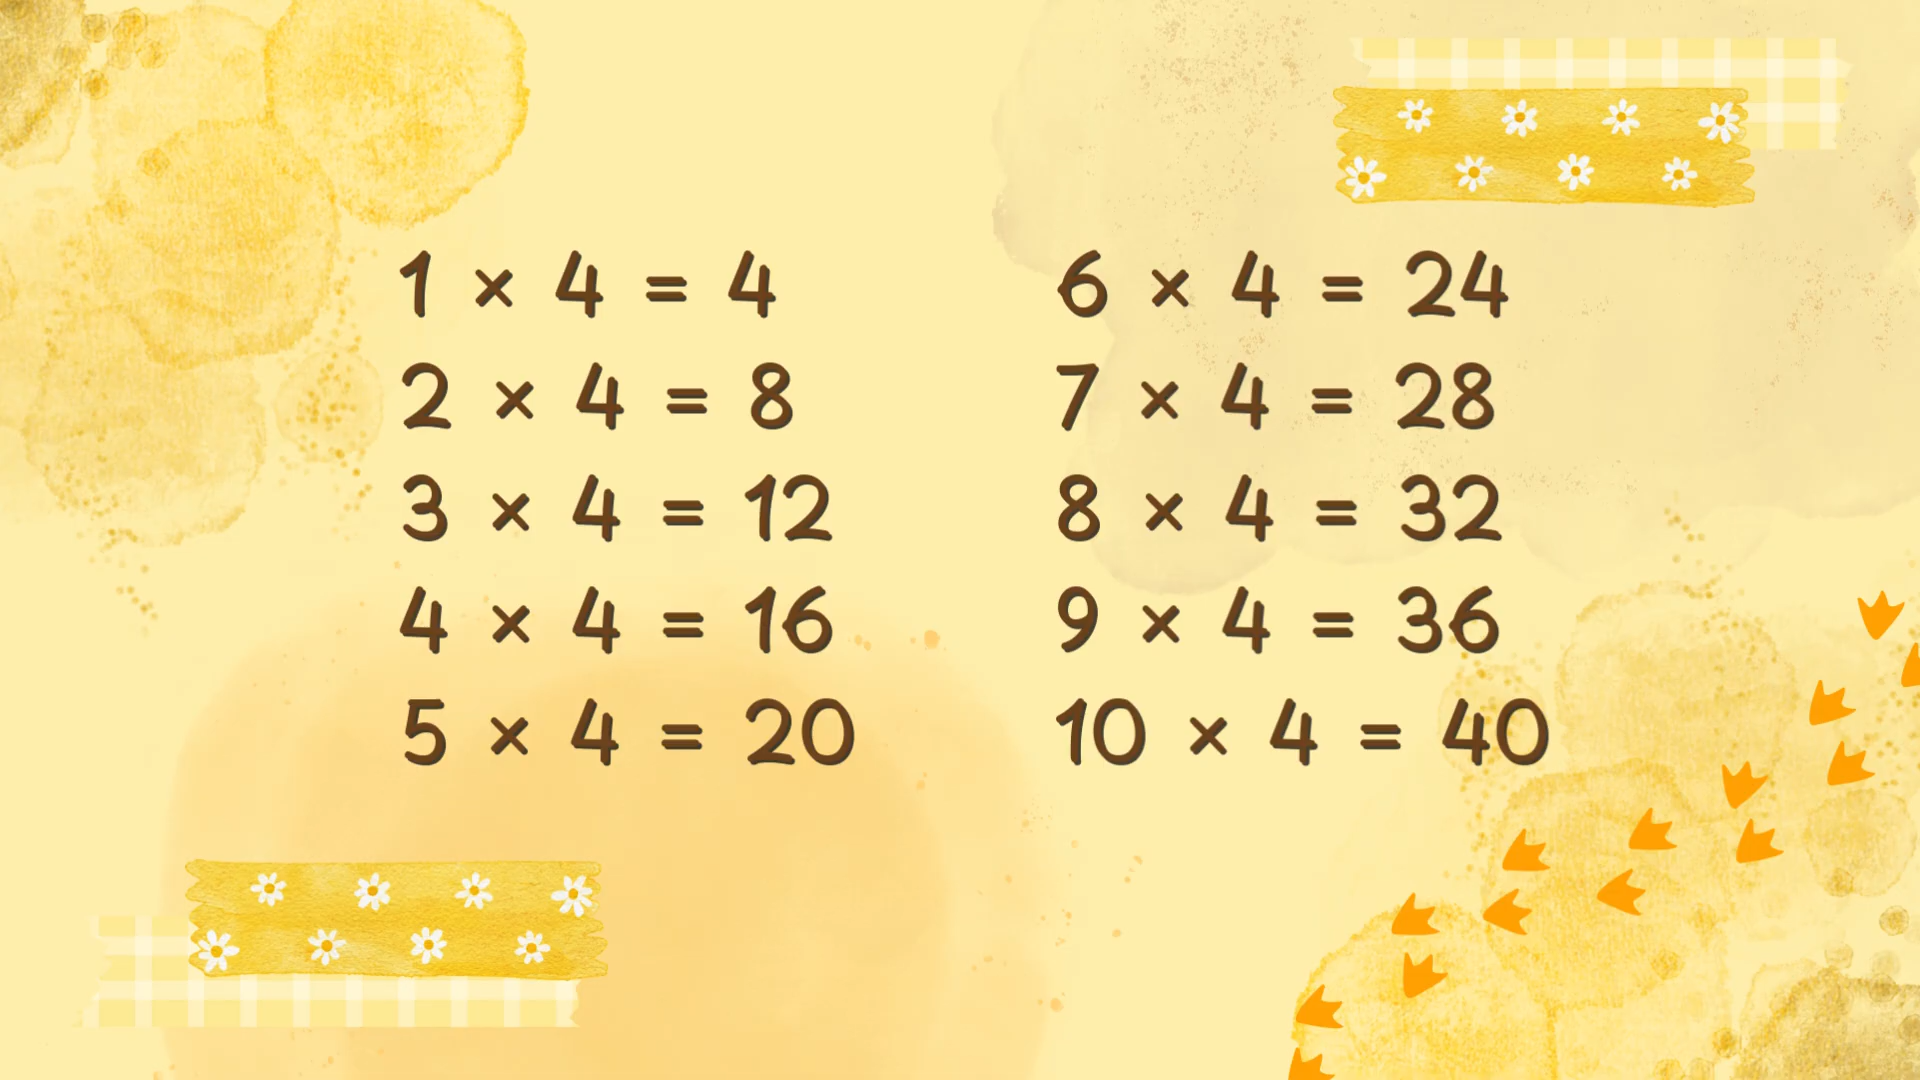 1 × 4 = 4
2 × 4 = 8
3 × 4 = 12
4 × 4 = 16
5 × 4 = 20
6 × 4 = 24
7 × 4 = 28
8 × 4 = 32
9 × 4 = 36
10 × 4 = 40